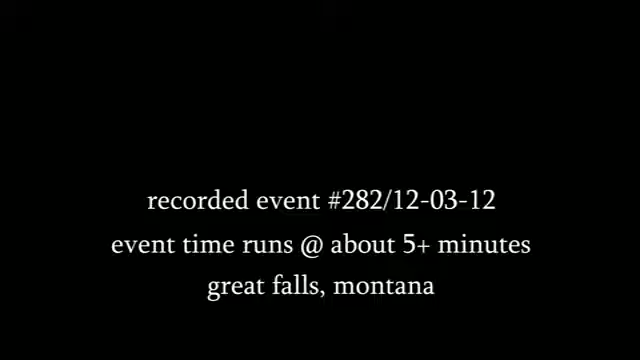 recorded event #282/12-03-12
event time runs @ about 5+ minutes
great falls, montana